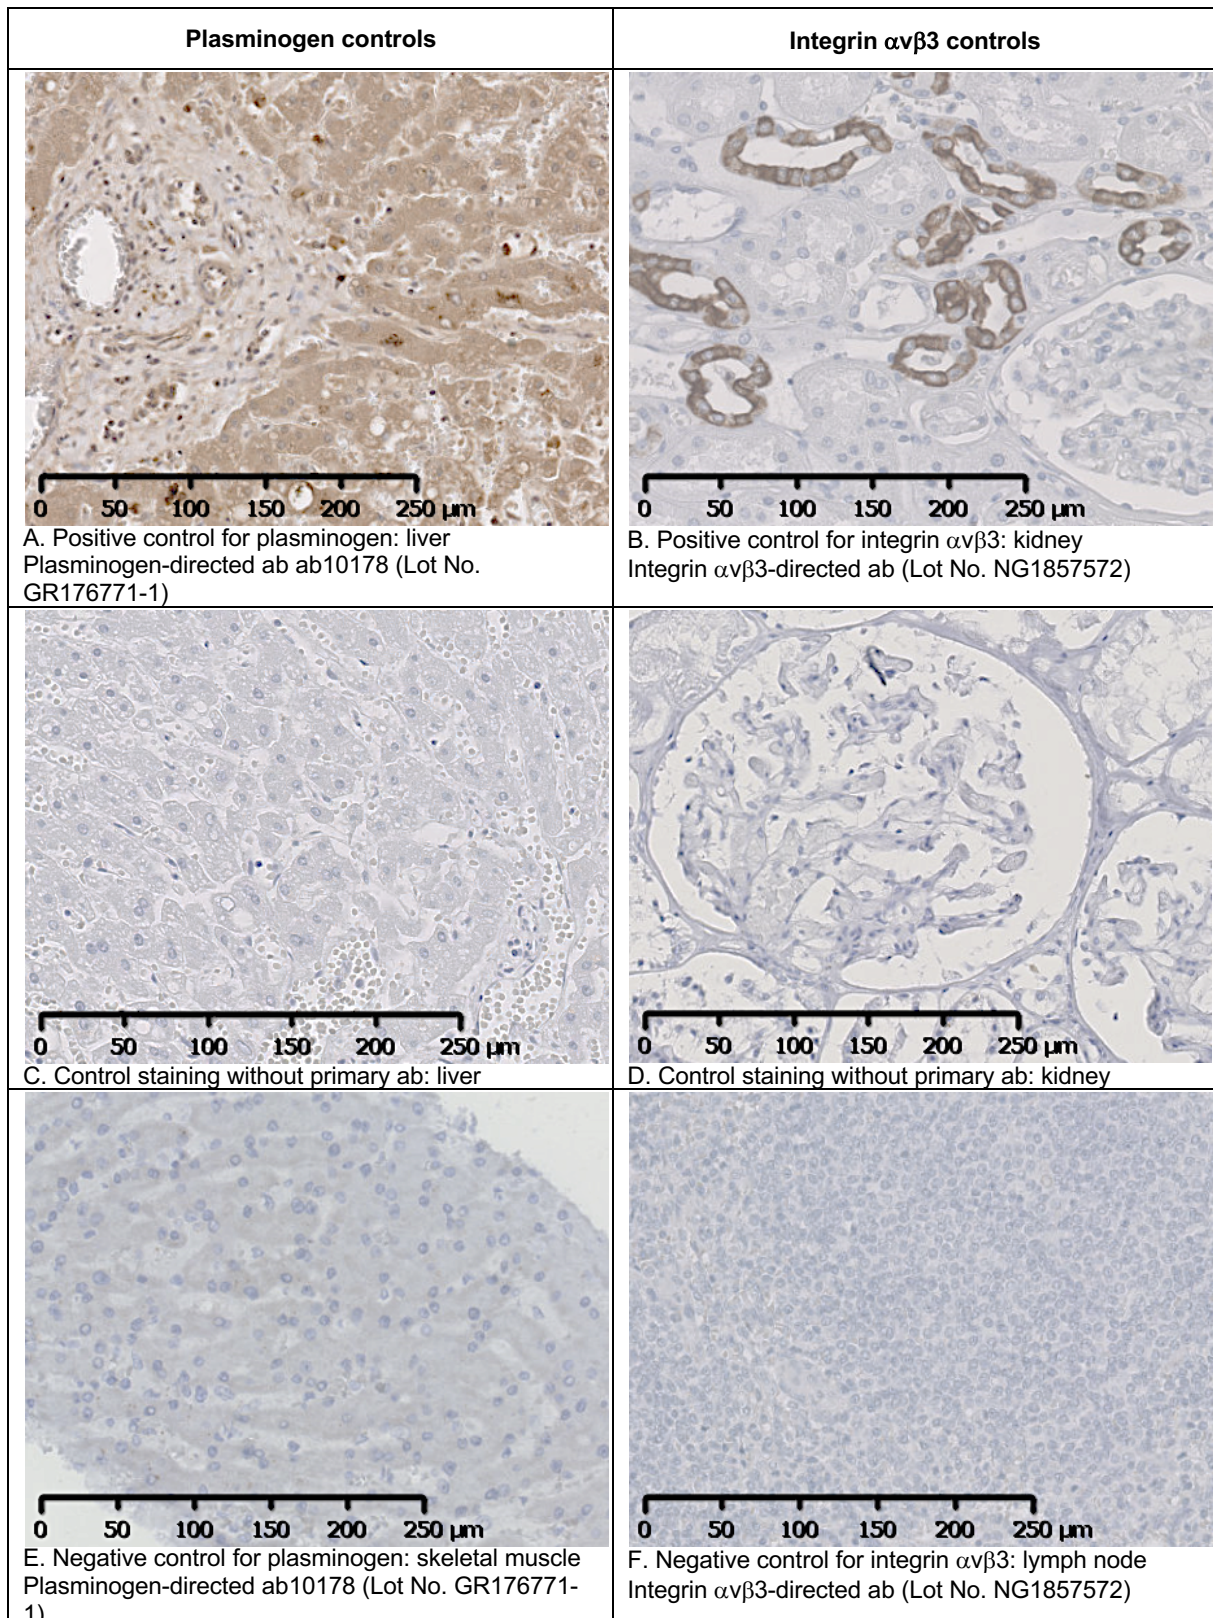 Plasminogen controls
Integrin αvβ3 controls
0 50 100 150 200 250 µm
A. Positive control for plasminogen: liver
Plasminogen-directed ab ab10178 (Lot No.
GR176771-1)
0 50 100 150 200 250 µm
B. Positive control for integrin αvβ3: kidney
Integrin αvβ3-directed ab (Lot No. NG1857572)
0 50 100 150 200 250 µm
C. Control staining without primary ab: liver
0 50 100 150 200 250 µm
D. Control staining without primary ab: kidney
0 50 100 150 200 250 µm
E. Negative control for plasminogen: skeletal muscle
Plasminogen-directed ab10178 (Lot No. GR176771-
1)
0 50 100 150 200 250 µm
F. Negative control for integrin αvβ3: lymph node
Integrin αvβ3-directed ab (Lot No. NG1857572)